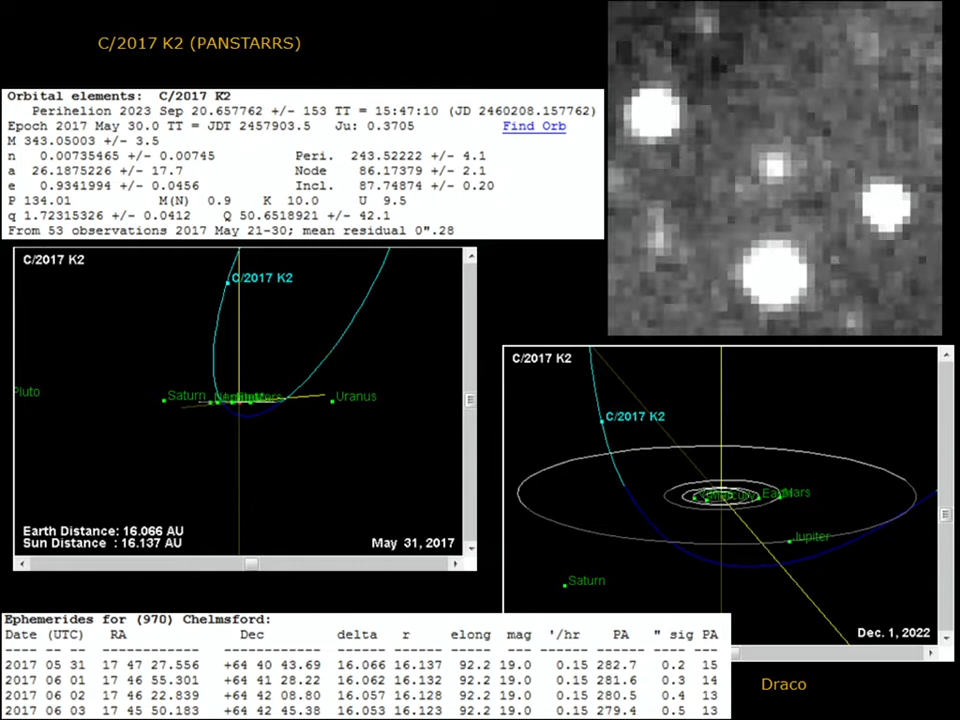 C/2017 K2 (PANSTARRS)
Orbital elements:  C/2017 K2
Perihelion 2023 Sep 20.657762 +/- 153 TT = 15:47:10 (JD 2460208.157762)
Epoch 2017 May 30.0 TT = JDT 2457903.5   Ju: 0.3705   Find Orb
M 343.05003 +/- 3.5
n   0.00735465 +/- 0.00745   Peri.  243.52222 +/- 4.1
a  26.1875226 +/- 17.7   Node   86.17379 +/- 2.1
e   0.9341994 +/- 0.0456   Incl.  87.74874 +/- 0.20
P 134.01   M(N)  0.9   K  10.0   U  9.5
q 1.72315326 +/- 0.0412   Q 50.6518921 +/- 42.1
From 53 observations 2017 May 21-30; mean residual 0".28
C/2017 K2
C/2017 K2
Pluto
Saturn
Uranus
Earth Distance: 16.066 AU
Sun Distance  : 16.137 AU
May 31, 2017
C/2017 K2
C/2017 K2
Mars
Jupiter
Saturn
Dec. 1, 2022
Ephemerides for (970) Chelmsford:
Date (UTC)   RA   Dec   delta   r   elong   mag   '/hr   PA   " sig PA
---- -- --   ------------   ------------   ------   ------   -----   ---   ------   -----   ---- ---
2017 05 31   17 47 27.556   +64 40 43.69   16.066 16.137   92.2   19.0   0.15 282.7   0.2   15
2017 06 01   17 46 55.301   +64 41 28.22   16.062 16.132   92.2   19.0   0.15 281.6   0.3   14
2017 06 02   17 46 22.839   +64 42 08.80   16.057 16.128   92.2   19.0   0.15 280.5   0.4   13
2017 06 03   17 45 50.183   +64 42 45.38   16.053 16.123   92.2   19.0   0.15 279.4   0.5   13
Draco